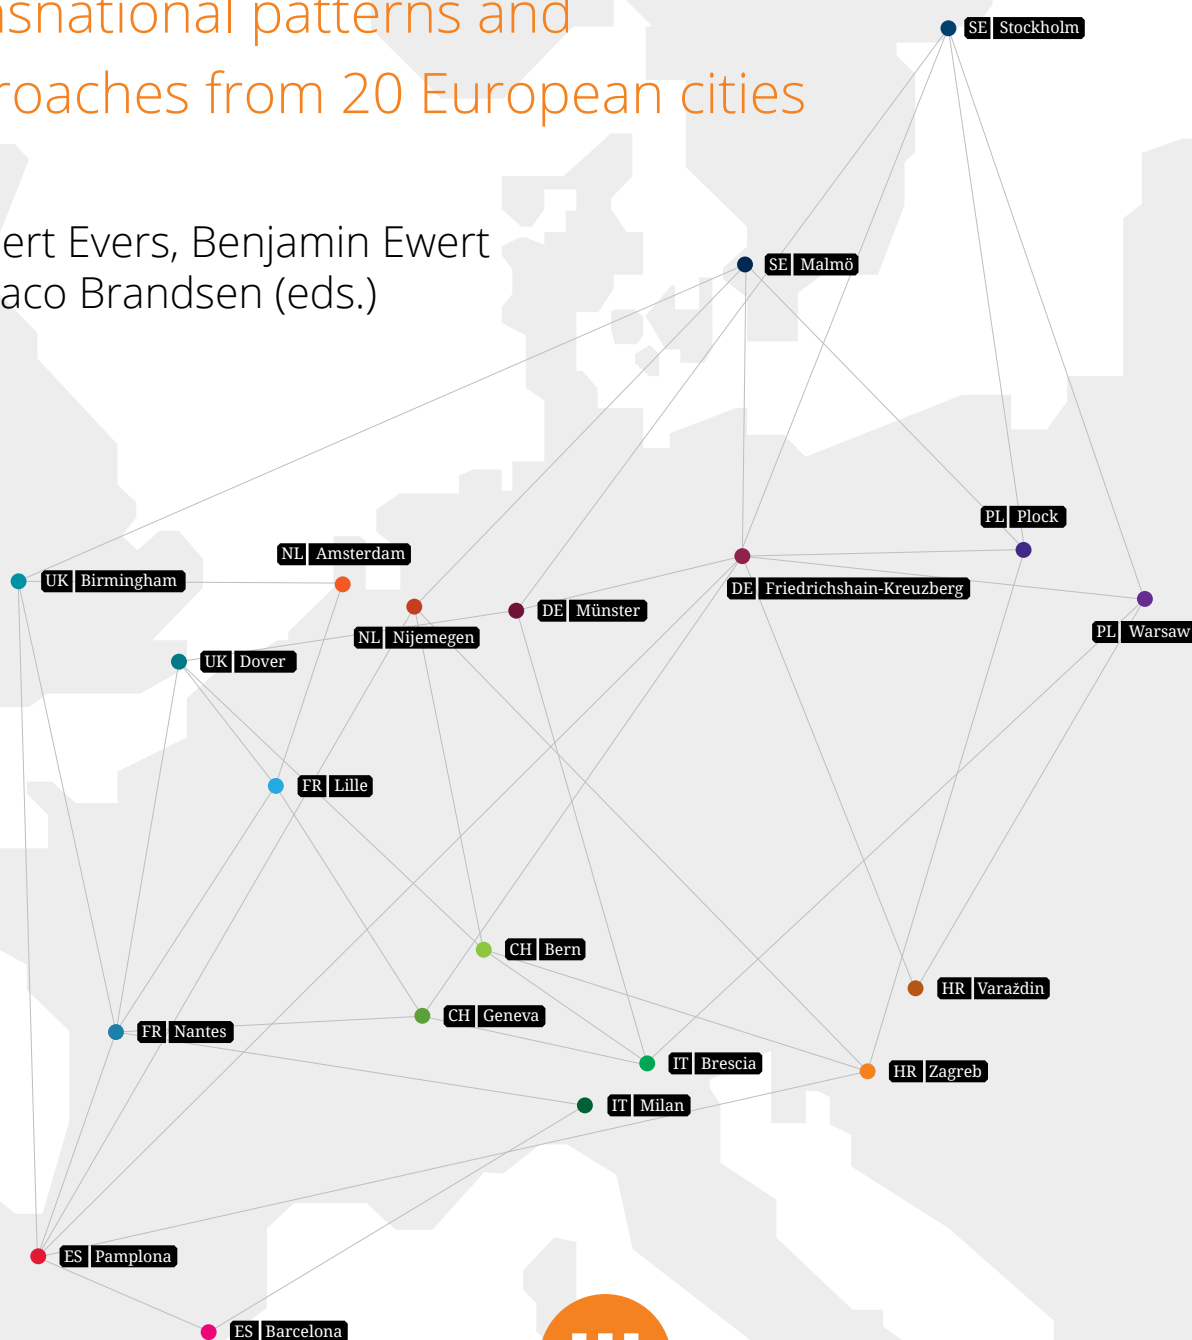 nsnational patterns and
roaches from 20 European cities
ert Evers, Benjamin Ewert
aco Brandsen (eds.)
SE Stockholm
SE Malmö
PL Plock
NL Amsterdam
UK Birmingham
DE Friedrichshain-Kreuzberg
DE Münster
PL Warsaw
NL Nijemegen
UK Dover
FR Lille
CH Bern
HR Varaždin
CH Geneva
FR Nantes
IT Brescia
HR Zagreb
IT Milan
ES Pamplona
ES Barcelona